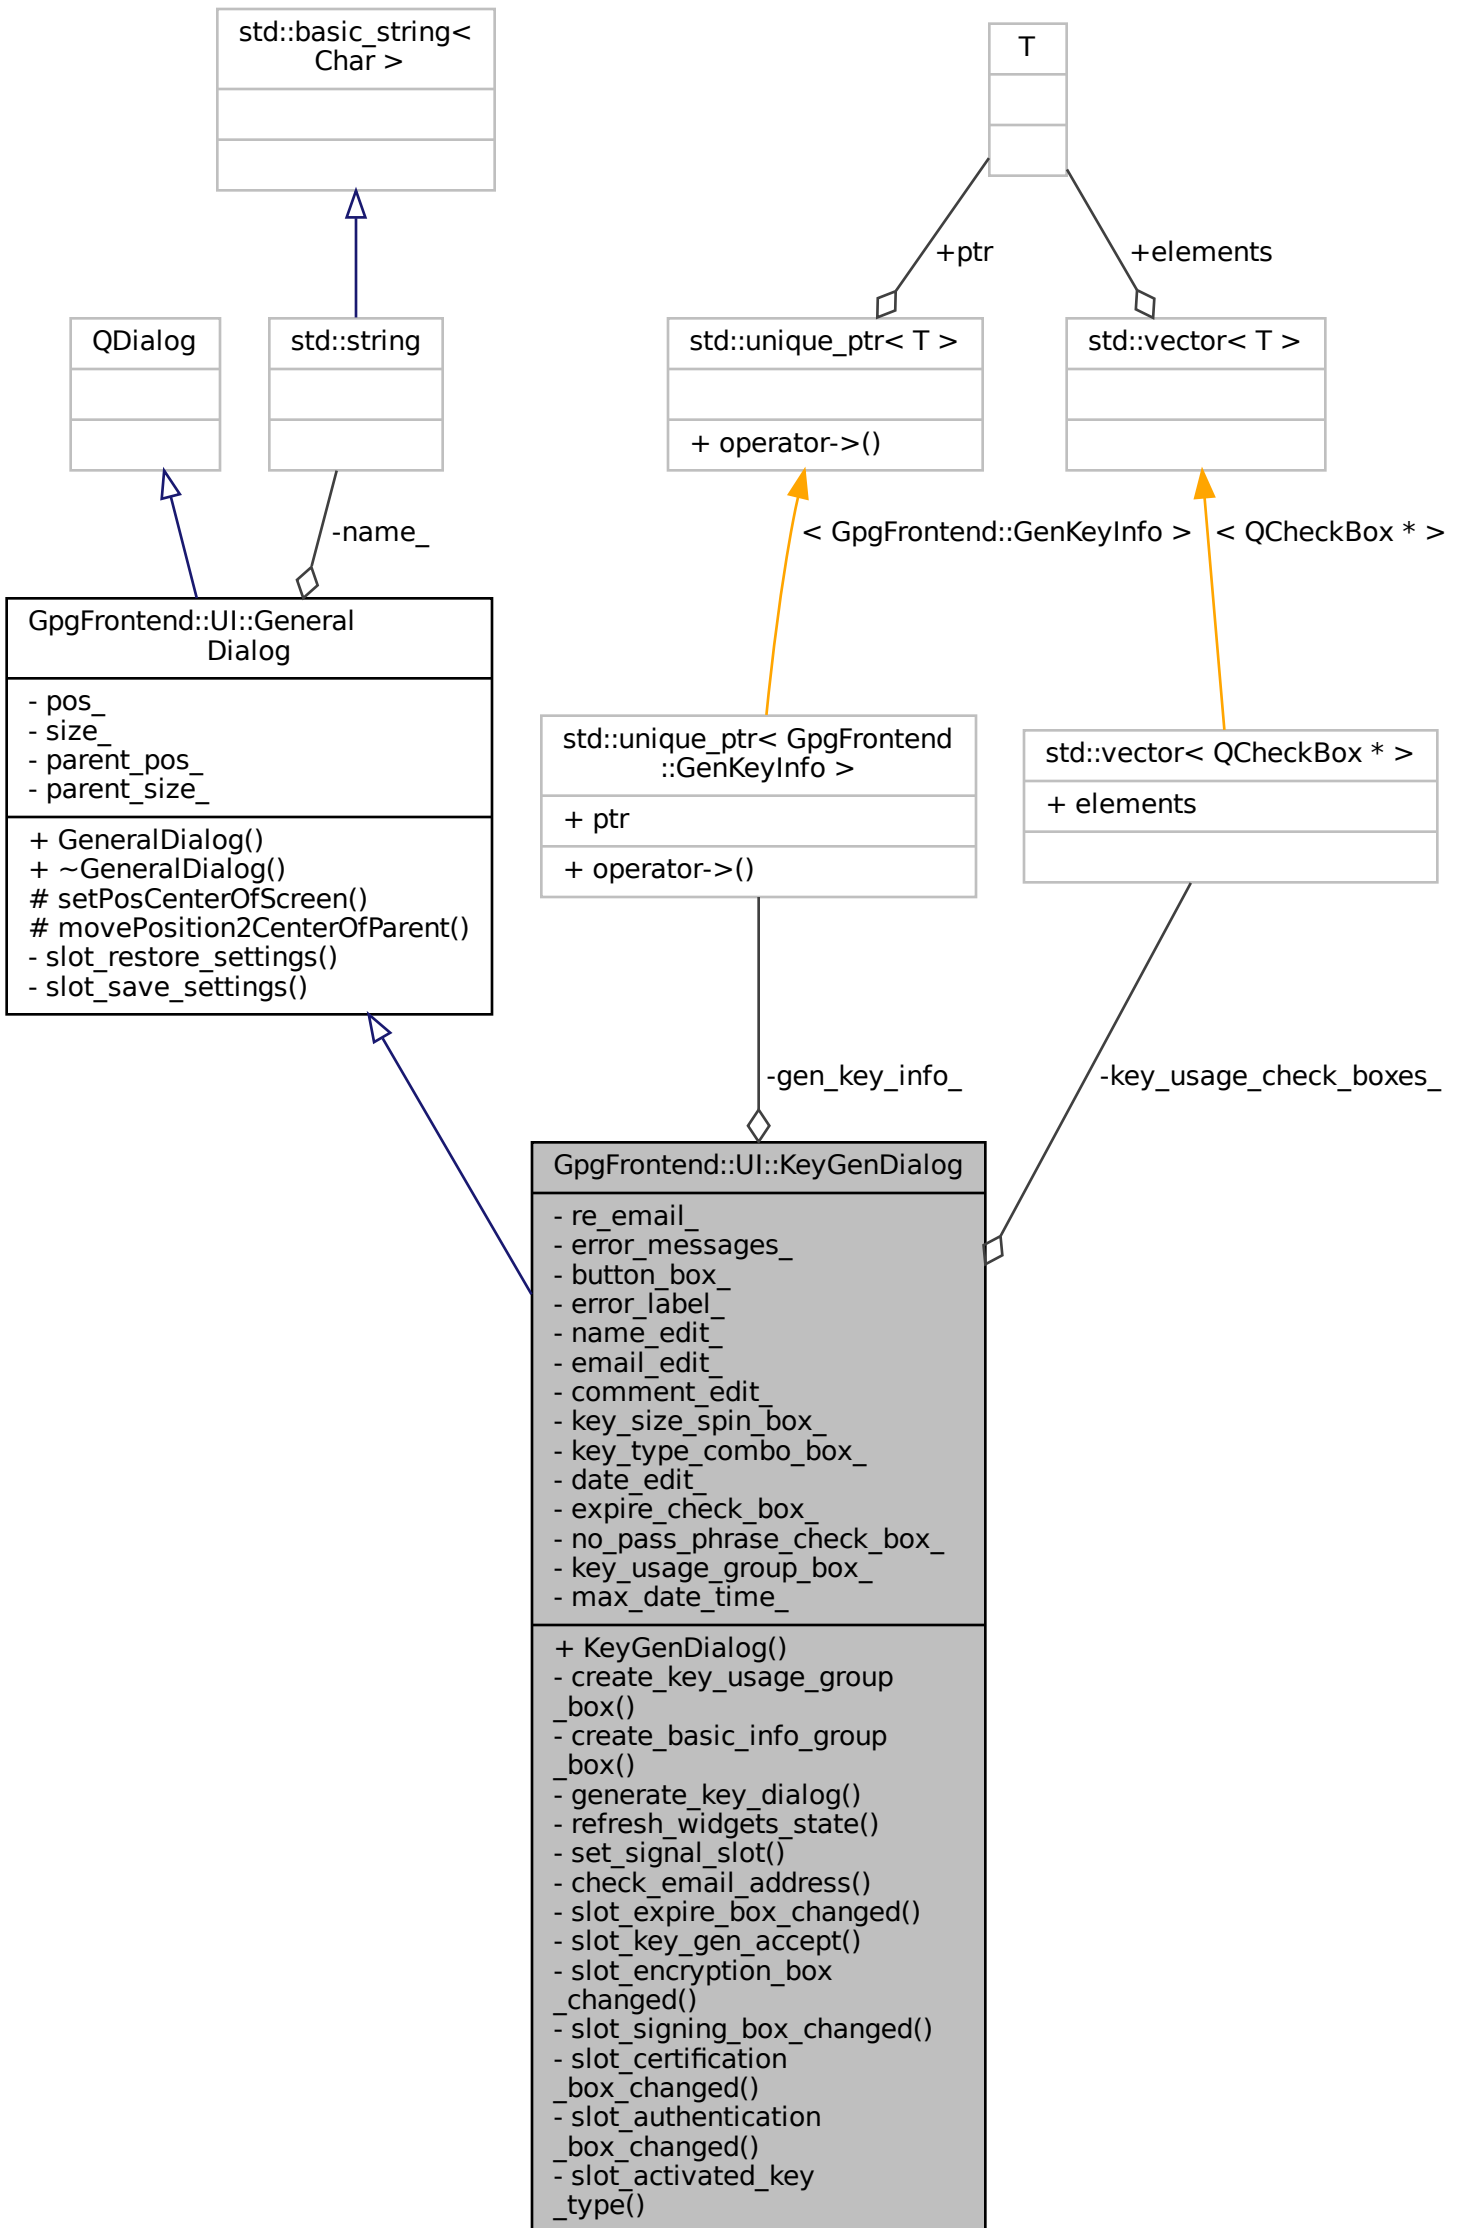 std::basic_string<
Char >
T
+ptr
+elements
QDialog
std::string
std::unique_ptr< T >
+ operator->()
std::vector< T >
-name_
< GpgFrontend::GenKeyInfo >
< QCheckBox * >
GpgFrontend::UI::General
Dialog
- pos_
- size_
- parent_pos_
- parent_size_
+ GeneralDialog()
+ ~GeneralDialog()
# setPosCenterOfScreen()
# movePosition2CenterOfParent()
- slot_restore_settings()
- slot_save_settings()
std::unique_ptr< GpgFrontend
::GenKeyInfo >
+ ptr
+ operator->()
std::vector< QCheckBox * >
+ elements
-gen_key_info_
-key_usage_check_boxes_
GpgFrontend::UI::KeyGenDialog
- re_email_
- error_messages_
- button_box_
- error_label_
- name_edit_
- email_edit_
- comment_edit_
- key_size_spin_box_
- key_type_combo_box_
- date_edit_
- expire_check_box_
- no_pass_phrase_check_box_
- key_usage_group_box_
- max_date_time_
+ KeyGenDialog()
- create_key_usage_group
_box()
- create_basic_info_group
_box()
- generate_key_dialog()
- refresh_widgets_state()
- set_signal_slot()
- check_email_address()
- slot_expire_box_changed()
- slot_key_gen_accept()
- slot_encryption_box
_changed()
- slot_signing_box_changed()
- slot_certification
_box_changed()
- slot_authentication
_box_changed()
- slot_activated_key
_type()